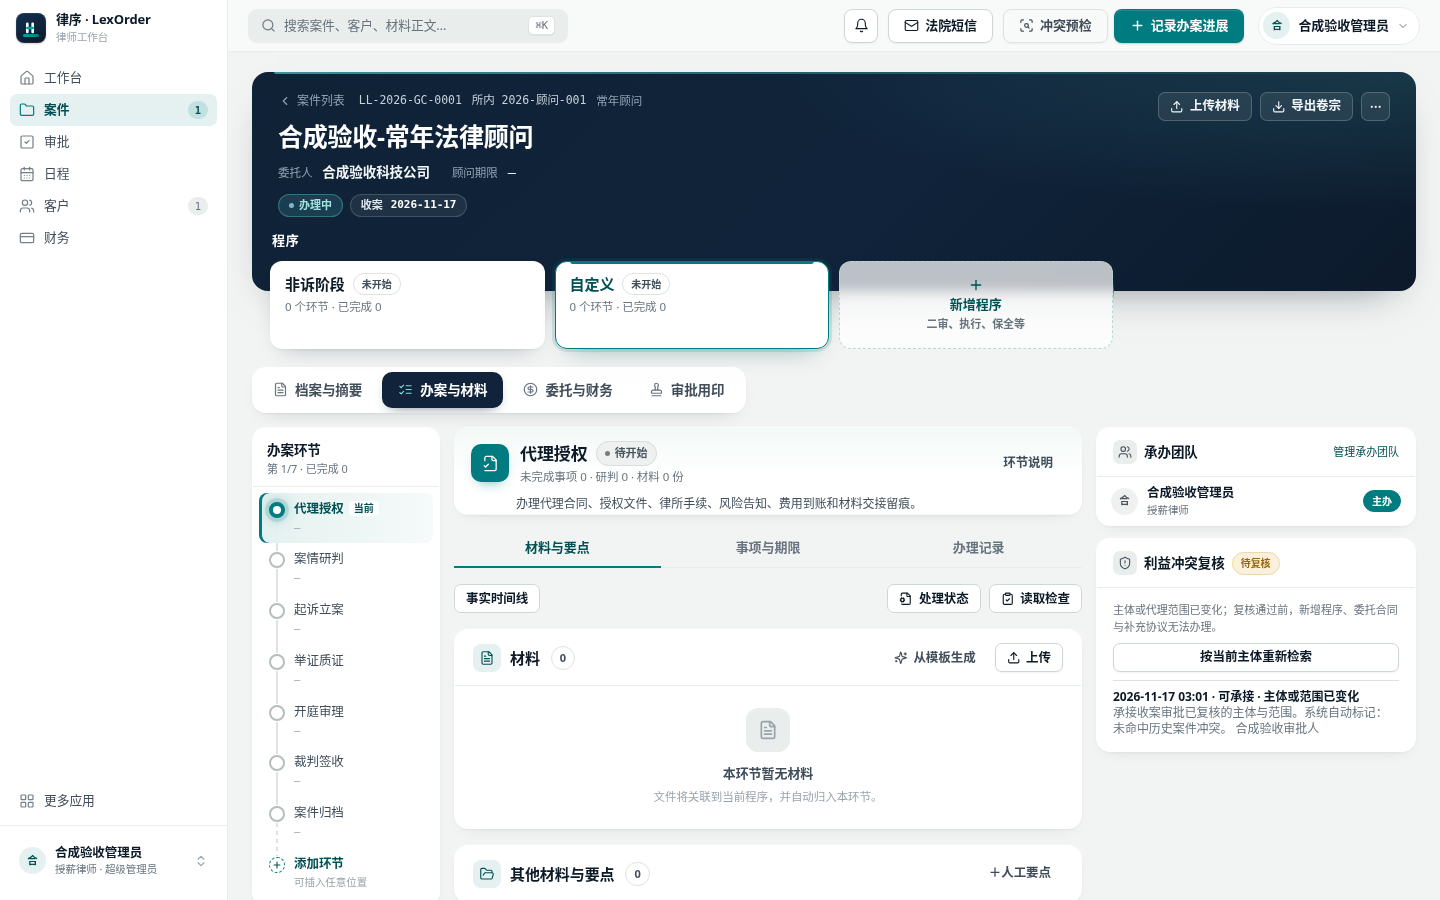 律序 · LexOrder
律师工作台
搜索案件、客户、材料正文...
⌘K
法院短信
冲突预检
记录办案进展
合
合成验收管理员
工作台
案件
1
审批
日程
客户
1
财务
更多应用
合
合成验收管理员
授薪律师 · 超级管理员
案件列表
LL-2026-GC-0001
所内 2026-顾问-001
常年顾问
上传材料
导出卷宗
合成验收-常年法律顾问
委托人
合成验收科技公司
顾问期限
—
办理中
收案 2026-11-17
程序
非诉阶段
未开始
0 个环节 · 已完成 0
自定义
未开始
0 个环节 · 已完成 0
新增程序
二审、执行、保全等
档案与摘要
办案与材料
委托与财务
审批用印
办案环节
第 1/7 · 已完成 0
代理授权
当前
—
案情研判
—
起诉立案
—
举证质证
—
开庭审理
—
裁判签收
—
案件归档
—
添加环节
可插入任意位置
代理授权
待开始
未完成事项 0 · 研判 0 · 材料 0 份
环节说明
办理代理合同、授权文件、律所手续、风险告知、费用到账和材料交接留痕。
材料与要点
事项与期限
办理记录
事实时间线
处理状态
读取检查
材料
0
从模板生成
上传
本环节暂无材料
文件将关联到当前程序，并自动归入本环节。
其他材料与要点
0
人工要点
承办团队
管理承办团队
合
合成验收管理员
授薪律师
主办
利益冲突复核
待复核
主体或代理范围已变化；复核通过前，新增程序、委托合同
与补充协议无法办理。
按当前主体重新检索
2026-11-17 03:01 · 可承接 · 主体或范围已变化
承接收案审批已复核的主体与范围。系统自动标记：
未命中历史案件冲突。 合成验收审批人